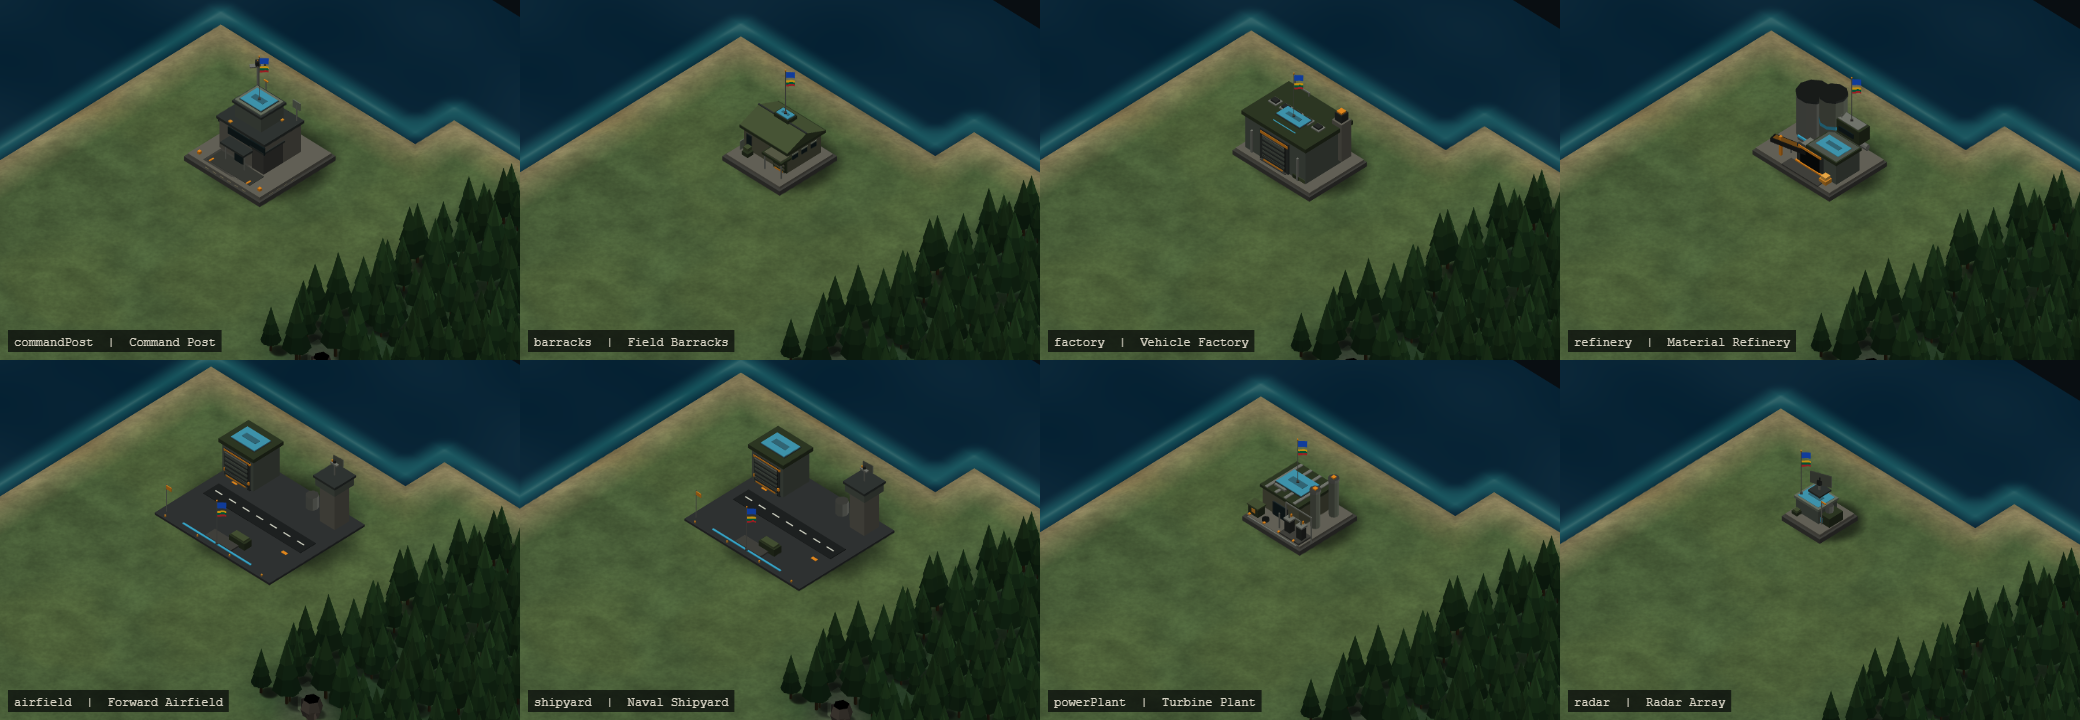 commandPost | Command Post
barracks | Field Barracks
factory | Vehicle Factory
refinery | Material Refinery
airfield | Forward Airfield
shipyard | Naval Shipyard
powerPlant | Turbine Plant
radar | Radar Array